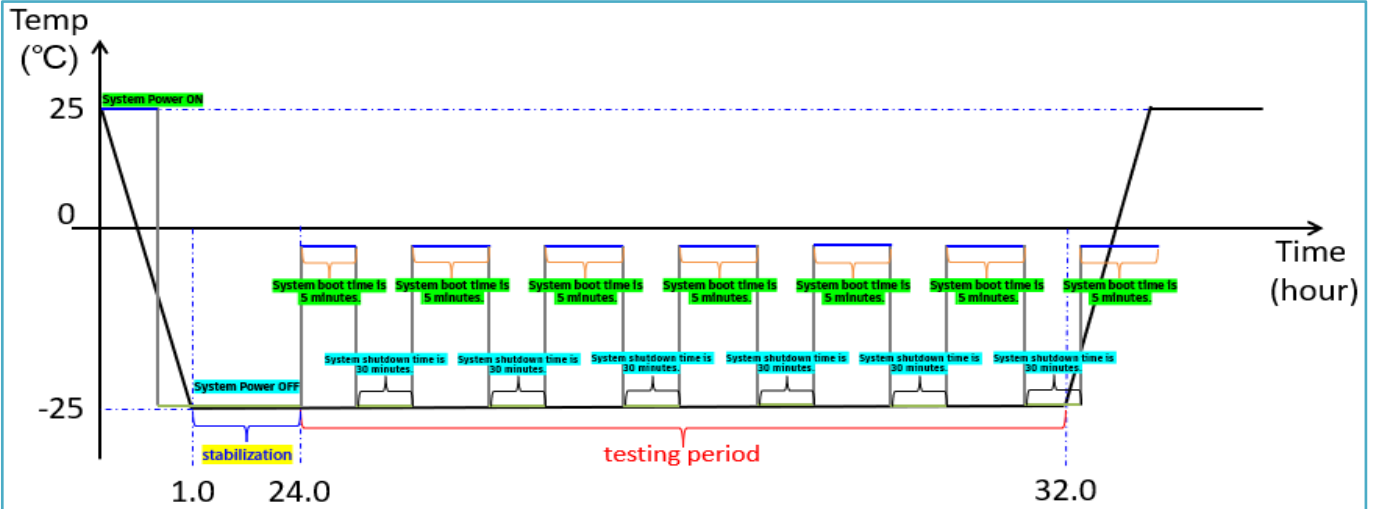 Temp
(°C)
System Power ON
25
0
Time
(hour)
System boot time is
5 minutes.
System boot time is
5 minutes.
System boot time is
5 minutes.
System boot time is
5 minutes.
System boot time is
5 minutes.
System boot time is
5 minutes.
System boot time is
5 minutes.
System shutdown time is
30 minutes.
System shutdown time is
30 minutes.
System shutdown time is
30 minutes.
System shutdown time is
30 minutes.
System shutdown time is
30 minutes.
System shutdown time is
30 minutes.
System Power OFF
-25
stabilization
testing period
1.0
24.0
32.0